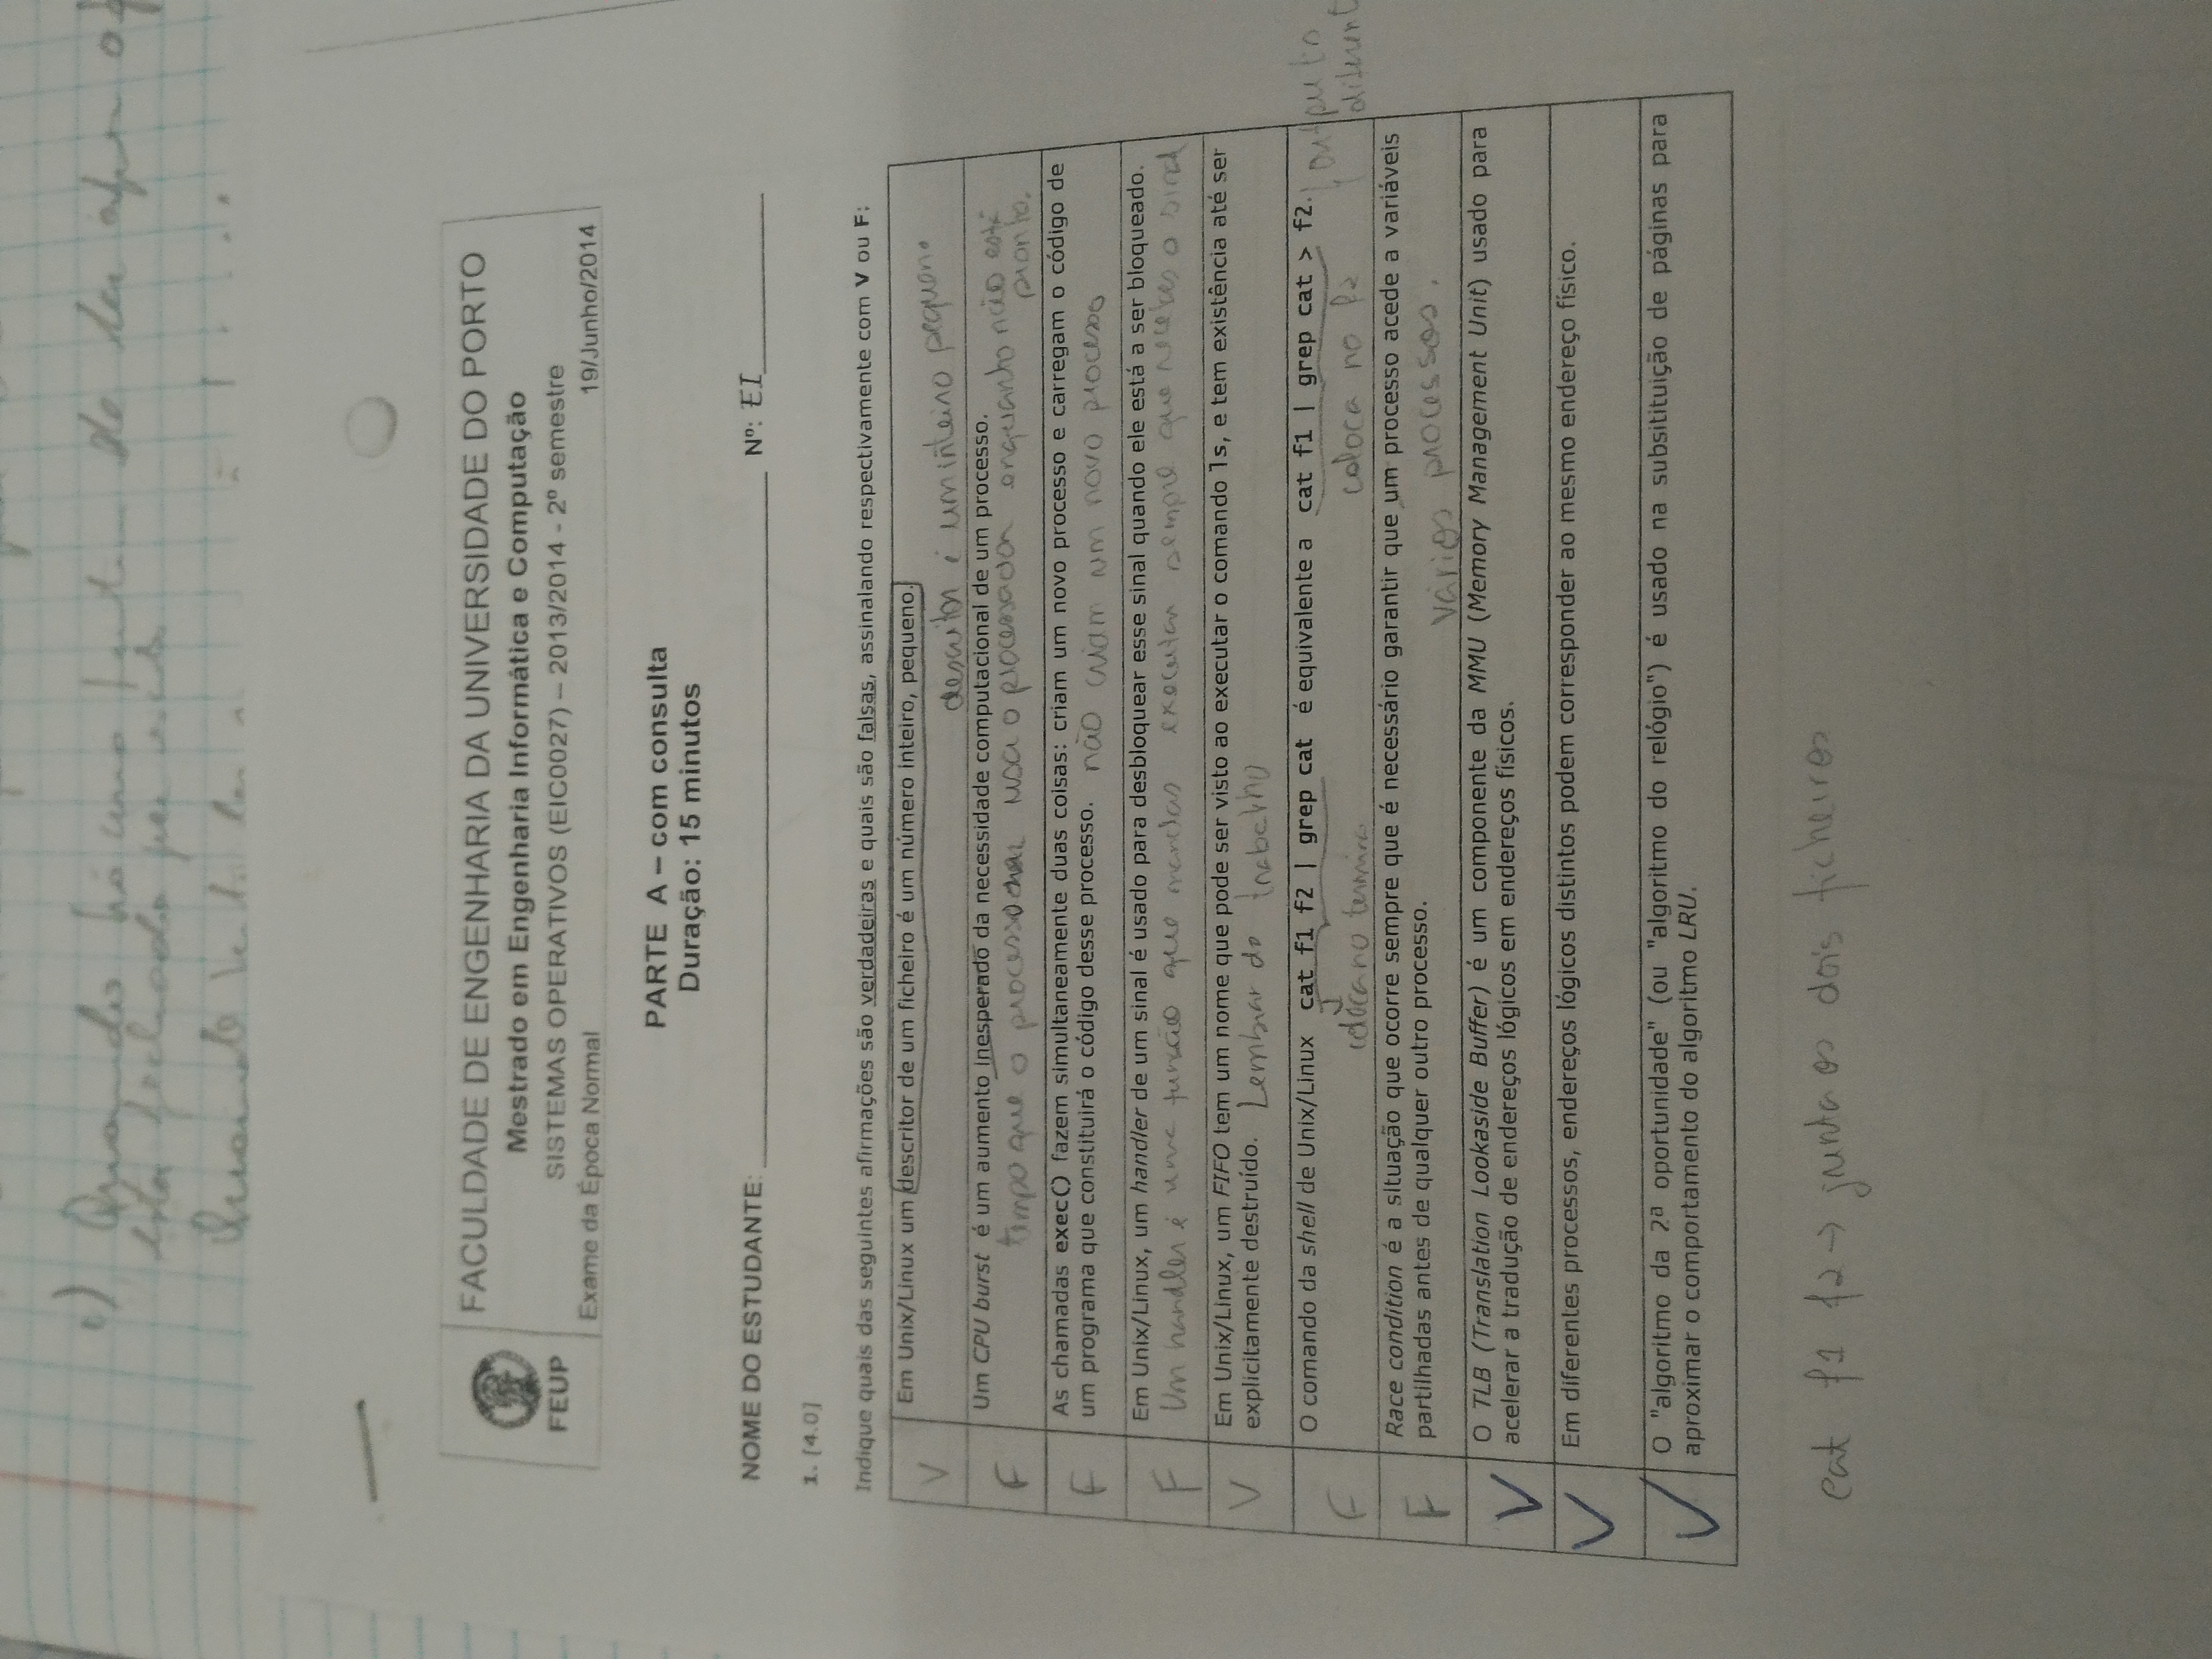 c) Quando há uma de ler
está fechado
Quando
FEUP
FACULDADE DE ENGENHARIA DA UNIVERSIDADE DO PORTO
Mestrado em Engenharia Informática e Computação
SISTEMAS OPERATIVOS (EIC0027) – 2013/2014 - 2º semestre
Exame da Época Normal 19/Junho/2014
PARTE A – com consulta
Duração: 15 minutos
NOME DO ESTUDANTE: Nº: EI
1. [4.0]
Indique quais das seguintes afirmações são verdadeiras e quais são falsas, assinalando respectivamente com V ou F:
V Em Unix/Linux um descritor de um ficheiro é um número inteiro, pequeno.
descritor é um inteiro pequeno
F Um CPU burst é um aumento inesperado da necessidade computacional de um processo.
tempo que o processo usa o processador enquanto não está
pronto.
F As chamadas exec() fazem simultaneamente duas coisas: criam um novo processo e carregam o código de
um programa que constituirá o código desse processo. não criam um novo processo
F Em Unix/Linux, um handler de um sinal é usado para desbloquear esse sinal quando ele está a ser bloqueado.
Um handler é uma função que mandas executar sempre que recebes o sinal
V Em Unix/Linux, um FIFO tem um nome que pode ser visto ao executar o comando ls, e tem existência até ser
explicitamente destruído. Lembrar do trabalho
F O comando da shell de Unix/Linux cat f1 f2 | grep cat é equivalente a cat f1 | grep cat > f2. outputs
coloca no coloca no f2 diferent
F Race condition é a situação que ocorre sempre que é necessário garantir que um processo acede a variáveis
partilhadas antes de qualquer outro processo.
vários processos.
V O TLB (Translation Lookaside Buffer) é um componente da MMU (Memory Management Unit) usado para
acelerar a tradução de endereços lógicos em endereços físicos.
V Em diferentes processos, endereços lógicos distintos podem corresponder ao mesmo endereço físico.
V O "algoritmo da 2ª oportunidade" (ou "algoritmo do relógio") é usado na subsitituição de páginas para
aproximar o comportamento do algoritmo LRU.
cat f1 f2 → junta os dois ficheiros